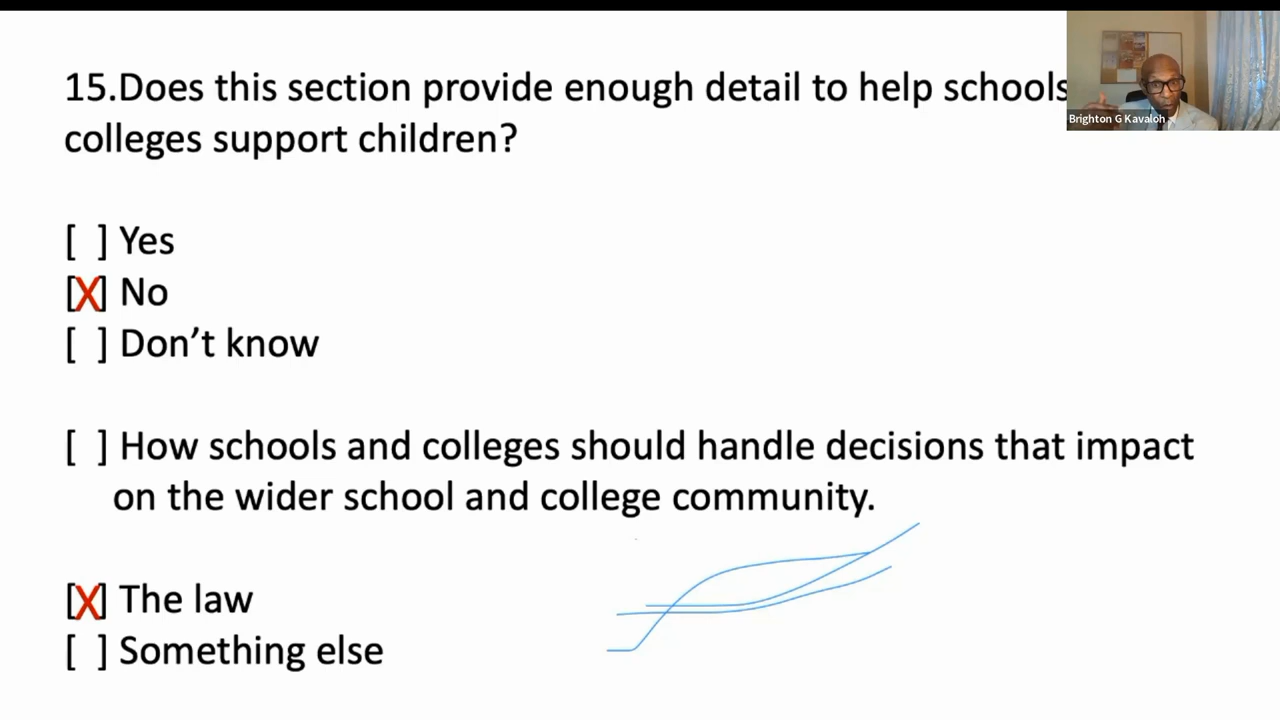 15.Does this section provide enough detail to help schools
colleges support children?
[ ] Yes
[X] No
[ ] Don’t know
[ ] How schools and colleges should handle decisions that impact
on the wider school and college community.
[X] The law
[ ] Something else
Brighton G Kavaloh